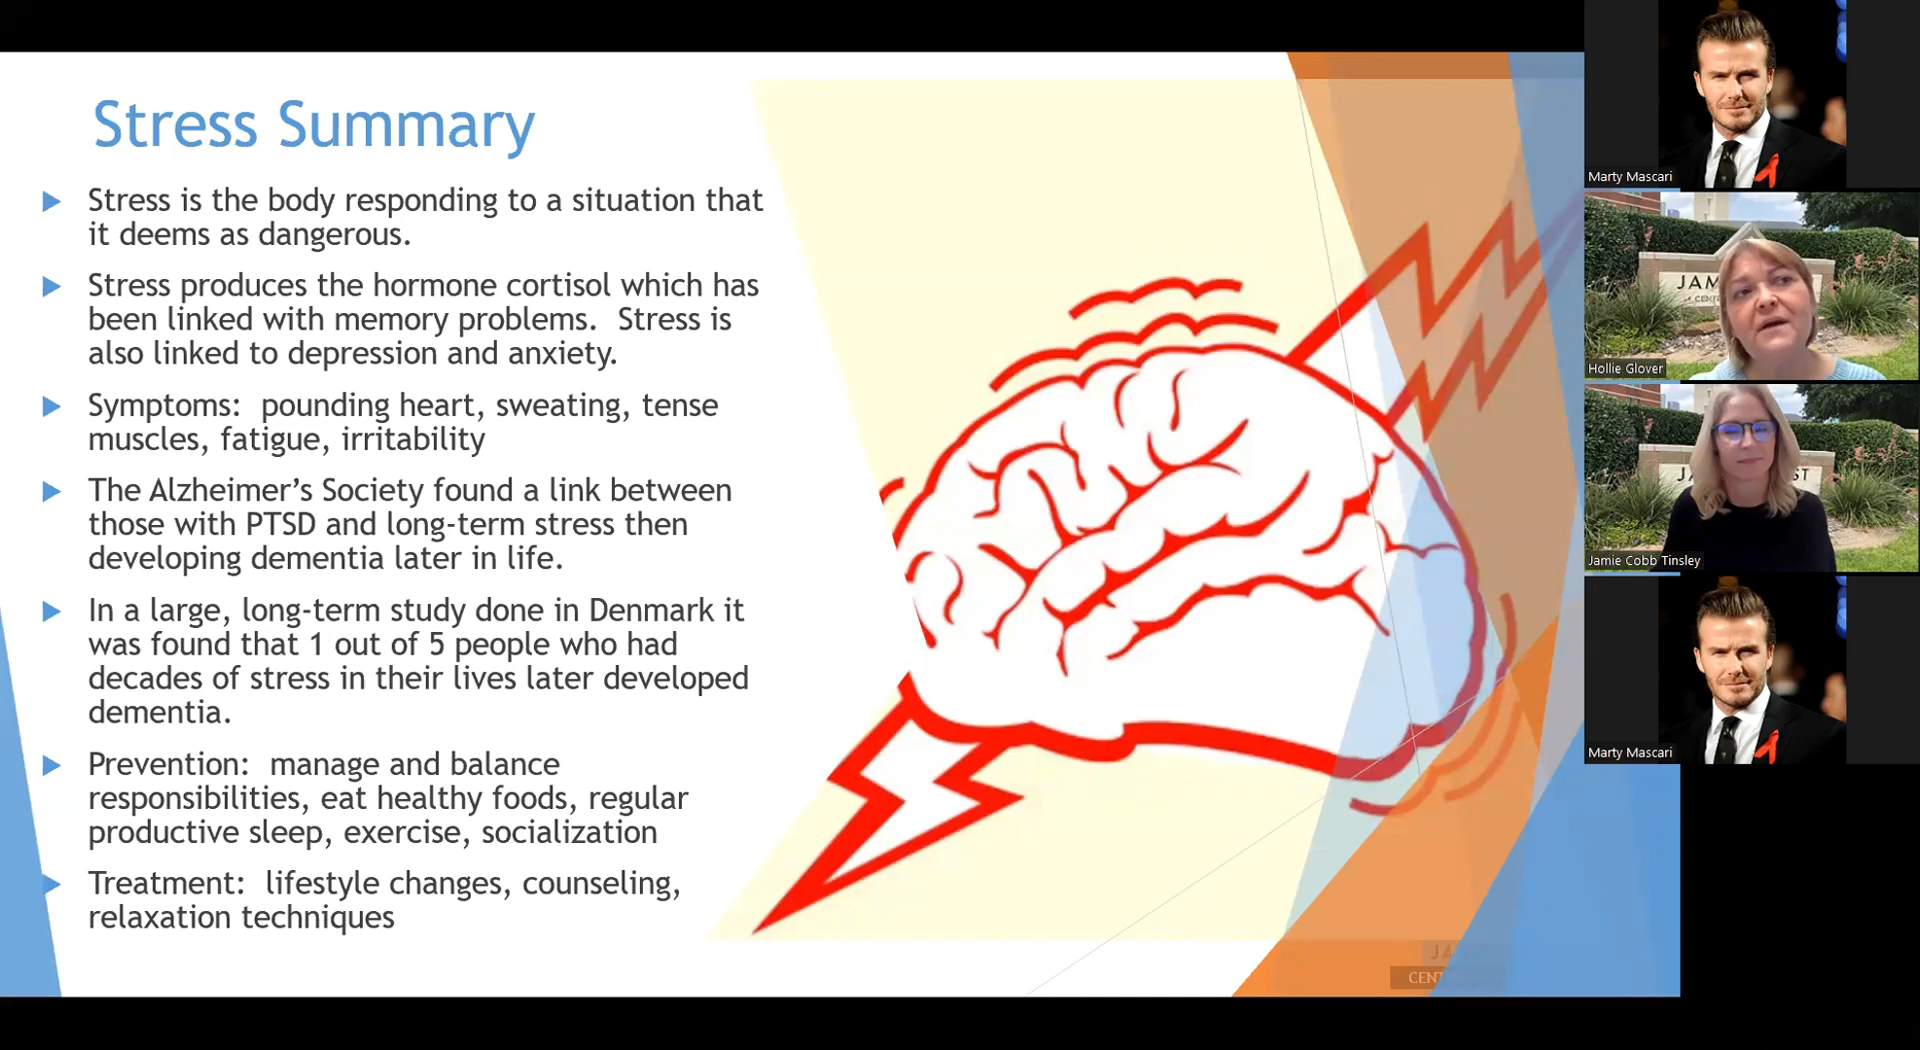 Stress Summary
Stress is the body responding to a situation that
it deems as dangerous.
Stress produces the hormone cortisol which has
been linked with memory problems.  Stress is
also linked to depression and anxiety.
Symptoms:  pounding heart, sweating, tense
muscles, fatigue, irritability
The Alzheimer’s Society found a link between
those with PTSD and long-term stress then
developing dementia later in life.
In a large, long-term study done in Denmark it
was found that 1 out of 5 people who had
decades of stress in their lives later developed
dementia.
Prevention:  manage and balance
responsibilities, eat healthy foods, regular
productive sleep, exercise, socialization
Treatment:  lifestyle changes, counseling,
relaxation techniques
JA
CENT
Marty Mascari
JAM
Hollie Glover
ST
Jamie Cobb Tinsley
Marty Mascari